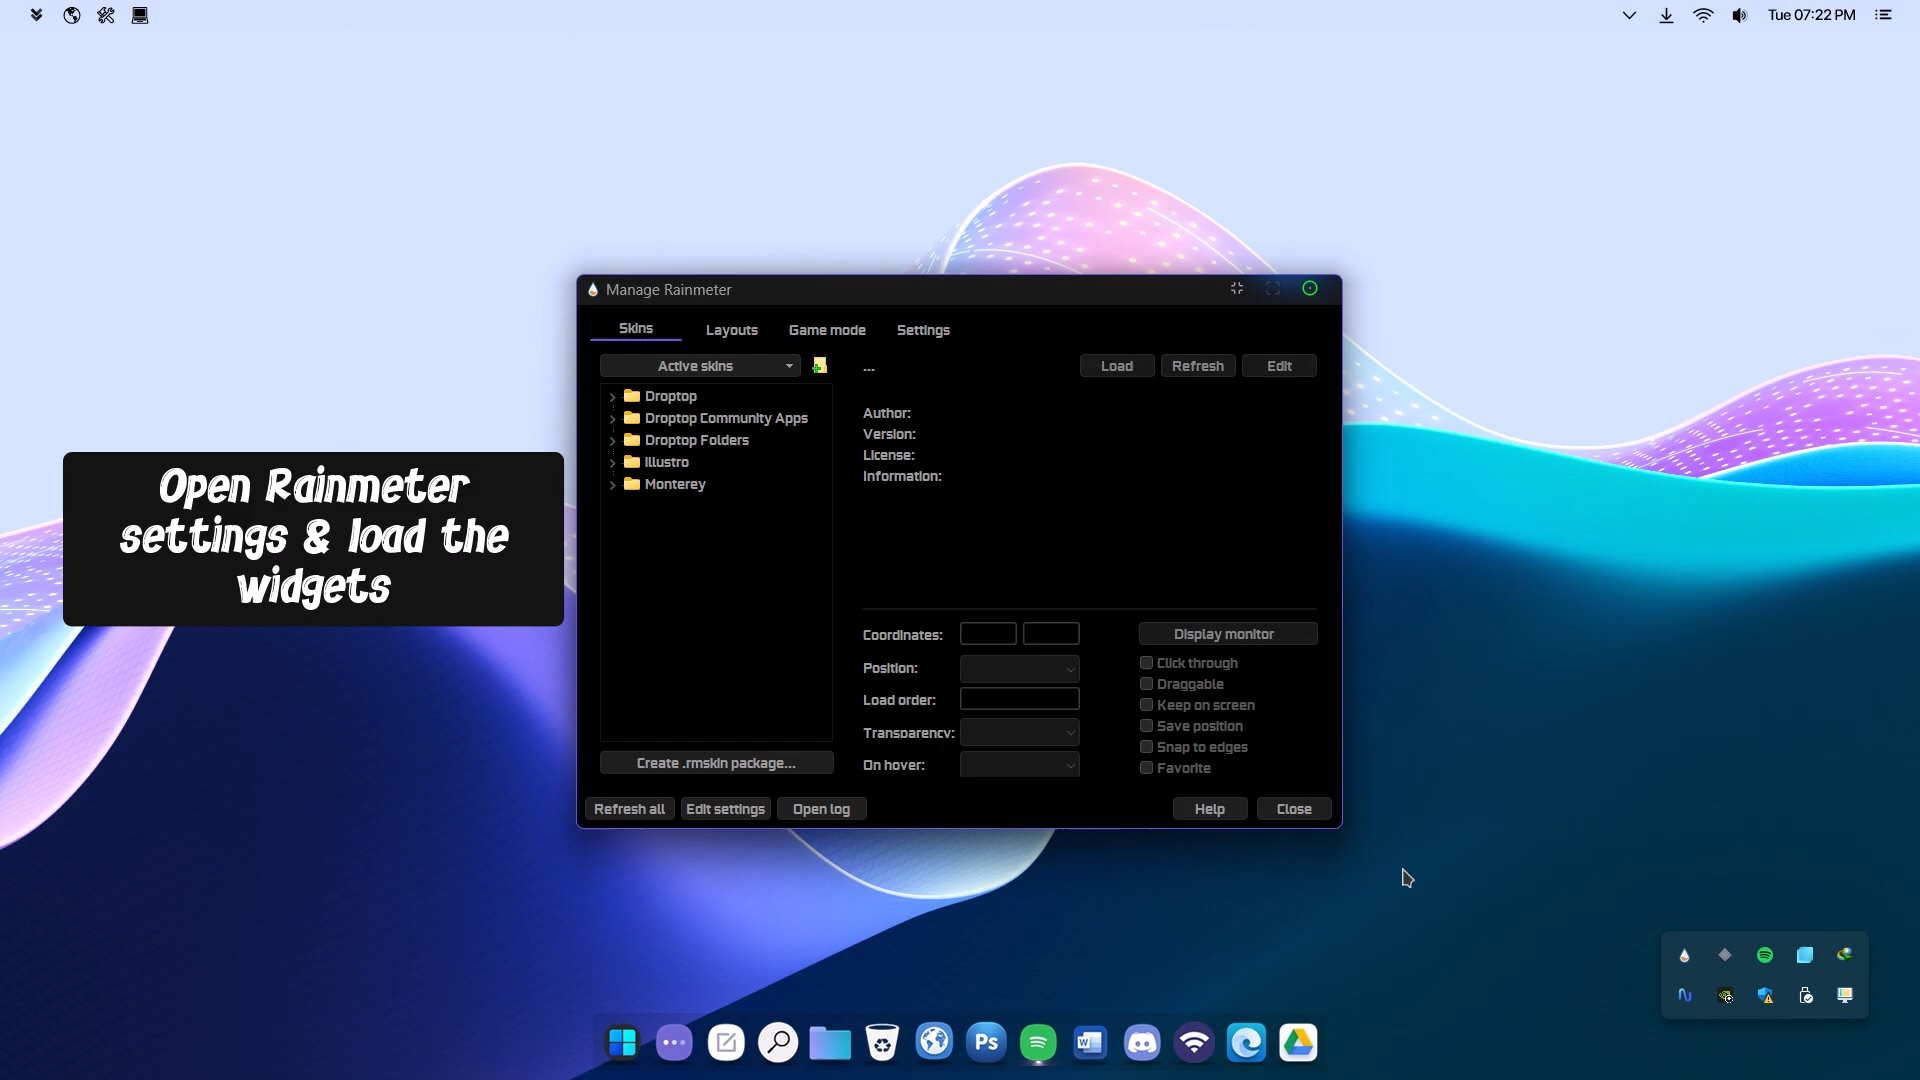 Tue 07:22 PM
Manage Rainmeter
Skins Layouts Game mode Settings
Active skins
... Load Refresh Edit
Droptop
Droptop Community Apps
Droptop Folders
illustro
Monterey
Author:
Version:
License:
Information:
Open Rainmeter
settings & load the
widgets
Coordinates:
Position:
Load order:
Transparency:
On hover:
Display monitor
Click through
Draggable
Keep on screen
Save position
Snap to edges
Favorite
Create .rmskin package...
Refresh all Edit settings Open log Help Close
Ps
W